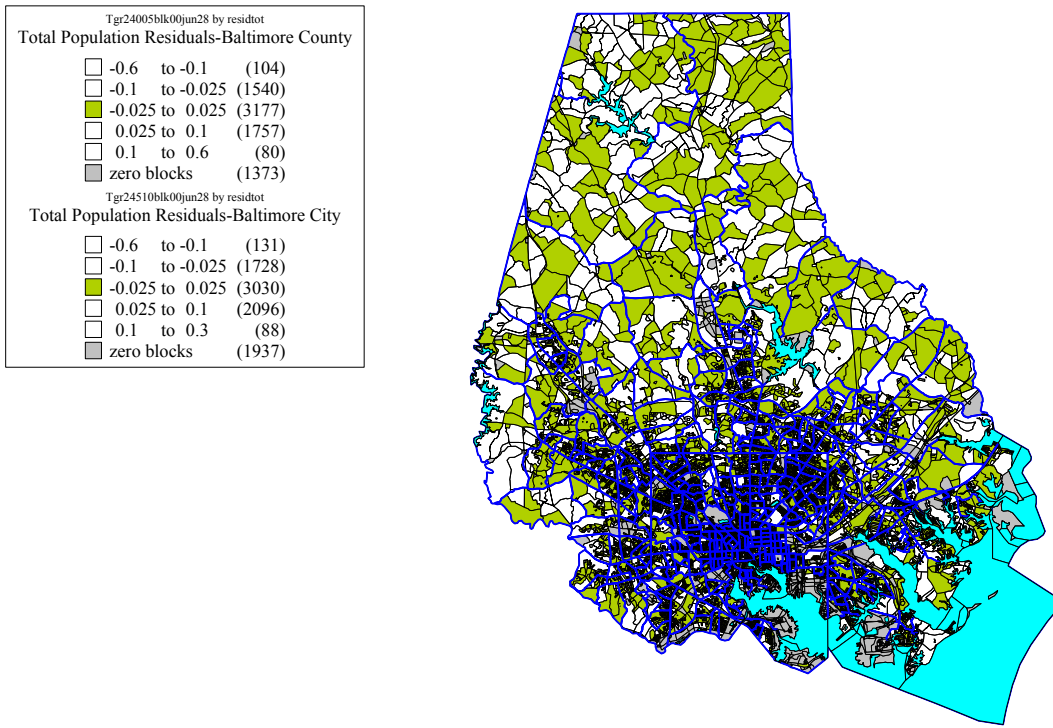 Tgr24005blk00jun28 by residtot
Total Population Residuals-Baltimore County
-0.6 to -0.1 (104)
-0.1 to -0.025 (1540)
-0.025 to 0.025 (3177)
0.025 to 0.1 (1757)
0.1 to 0.6 (80)
zero blocks (1373)
Tgr24510blk00jun28 by residtot
Total Population Residuals-Baltimore City
-0.6 to -0.1 (131)
-0.1 to -0.025 (1728)
-0.025 to 0.025 (3030)
0.025 to 0.1 (2096)
0.1 to 0.3 (88)
zero blocks (1937)